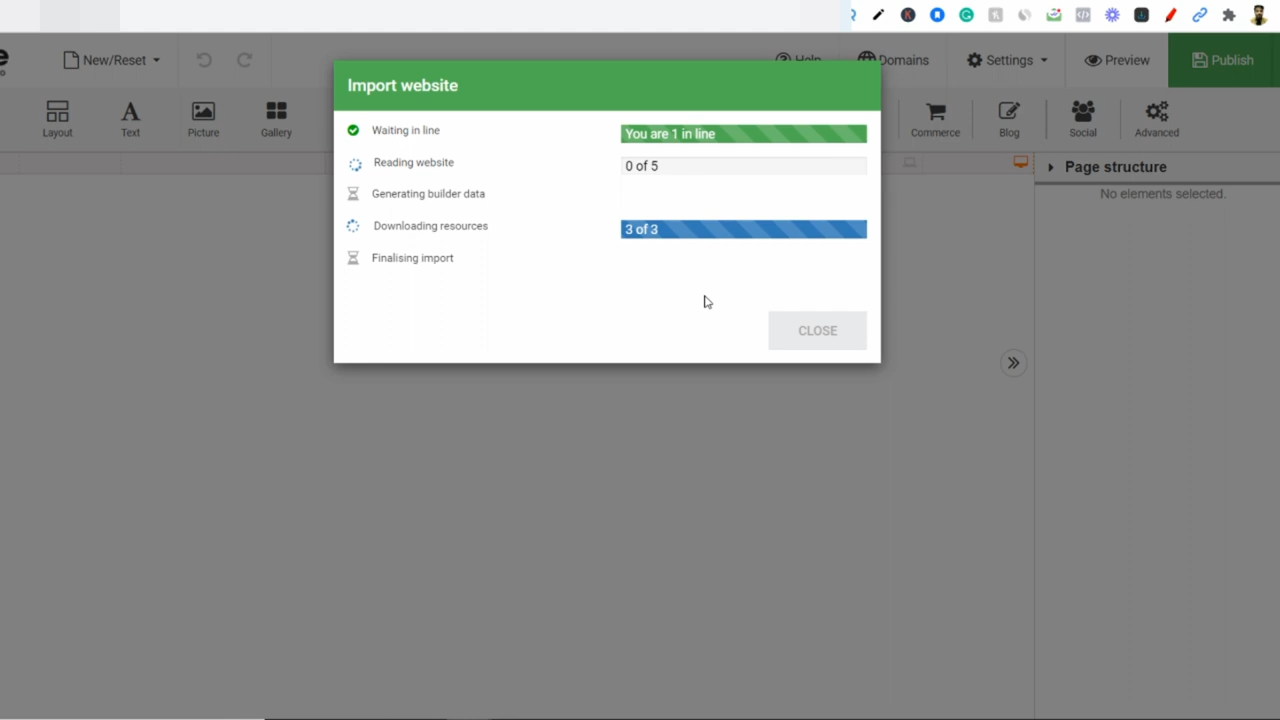 New/Reset
Help
Domains
Settings
Preview
Publish
Layout
Text
Picture
Gallery
Commerce
Blog
Social
Advanced
Import website
Waiting in line
You are 1 in line
Reading website
0 of 5
Generating builder data
Downloading resources
3 of 3
Finalising import
CLOSE
Page structure
No elements selected.